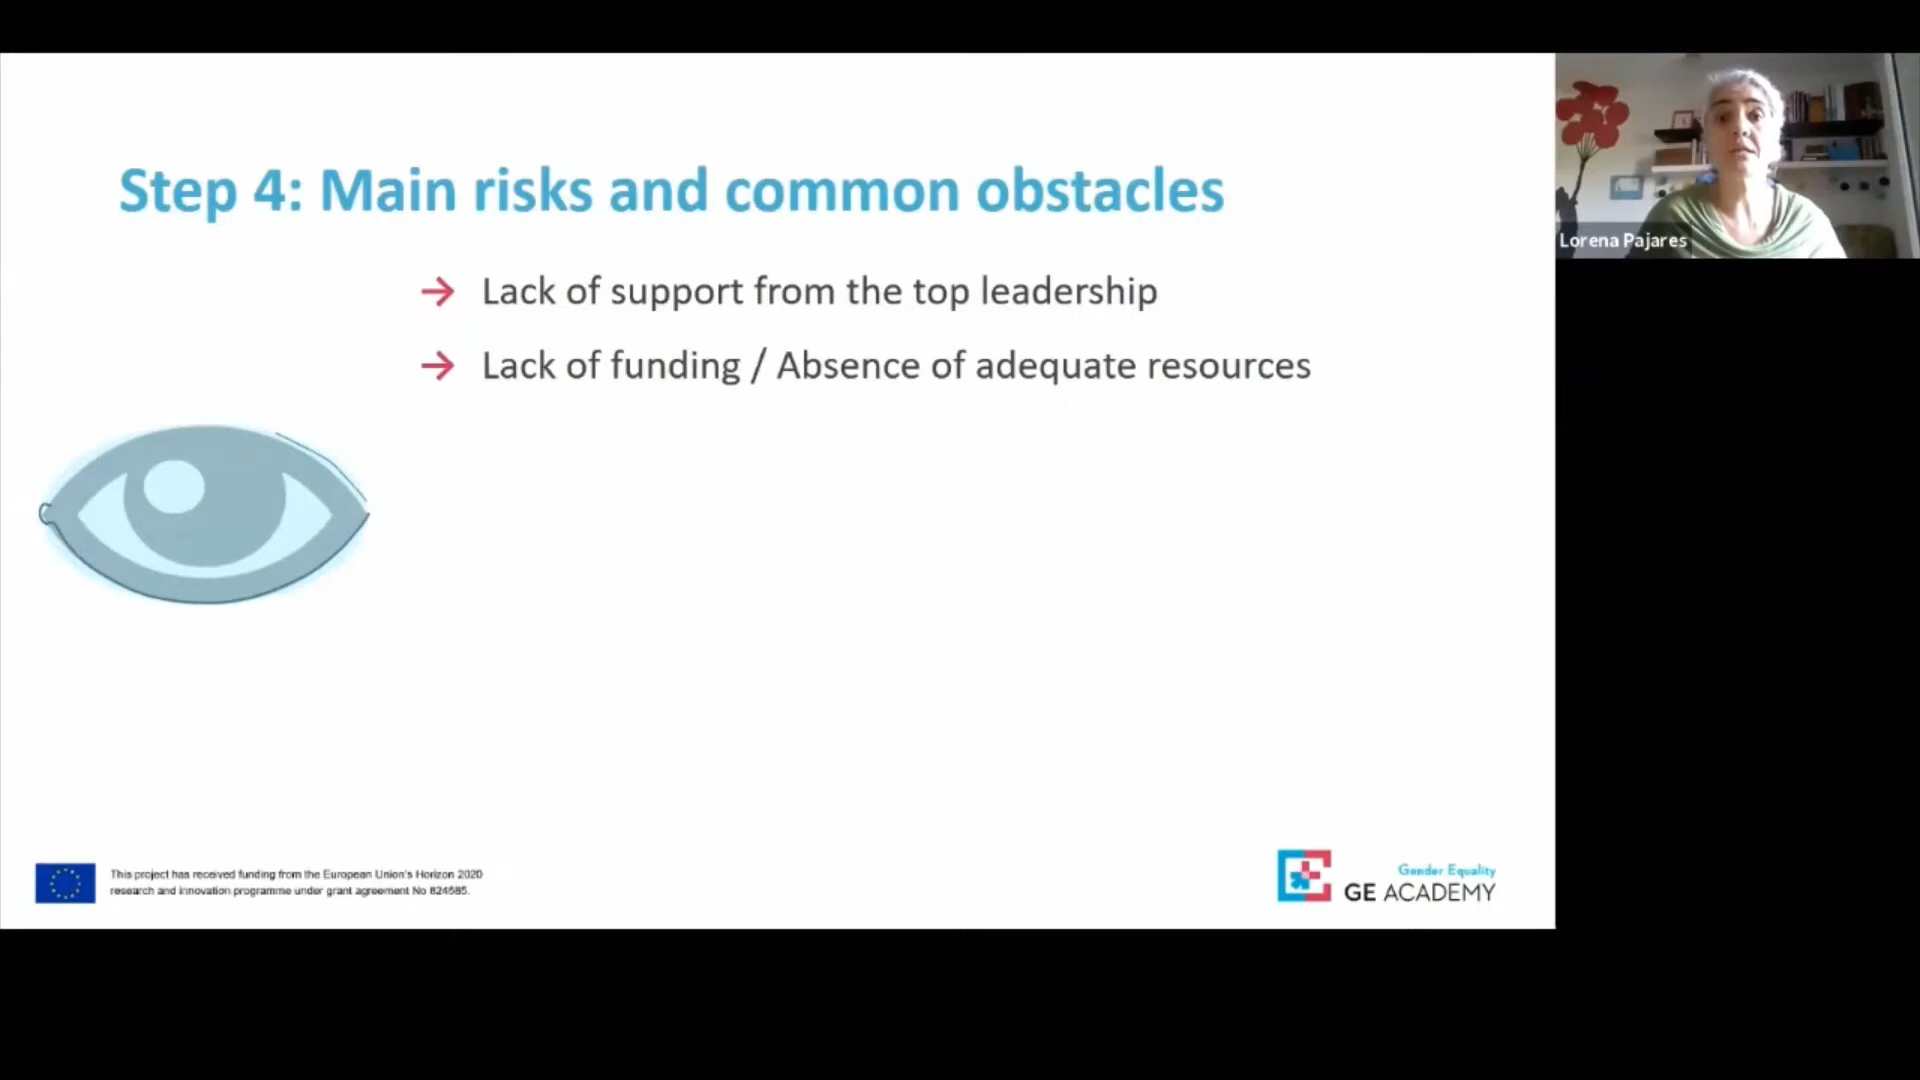 Step 4: Main risks and common obstacles
→ Lack of support from the top leadership
→ Lack of funding / Absence of adequate resources
Lorena Pajares
This project has received funding from the European Union's Horizon 2020
research and innovation programme under grant agreement No 824585.
Gender Equality
GE ACADEMY